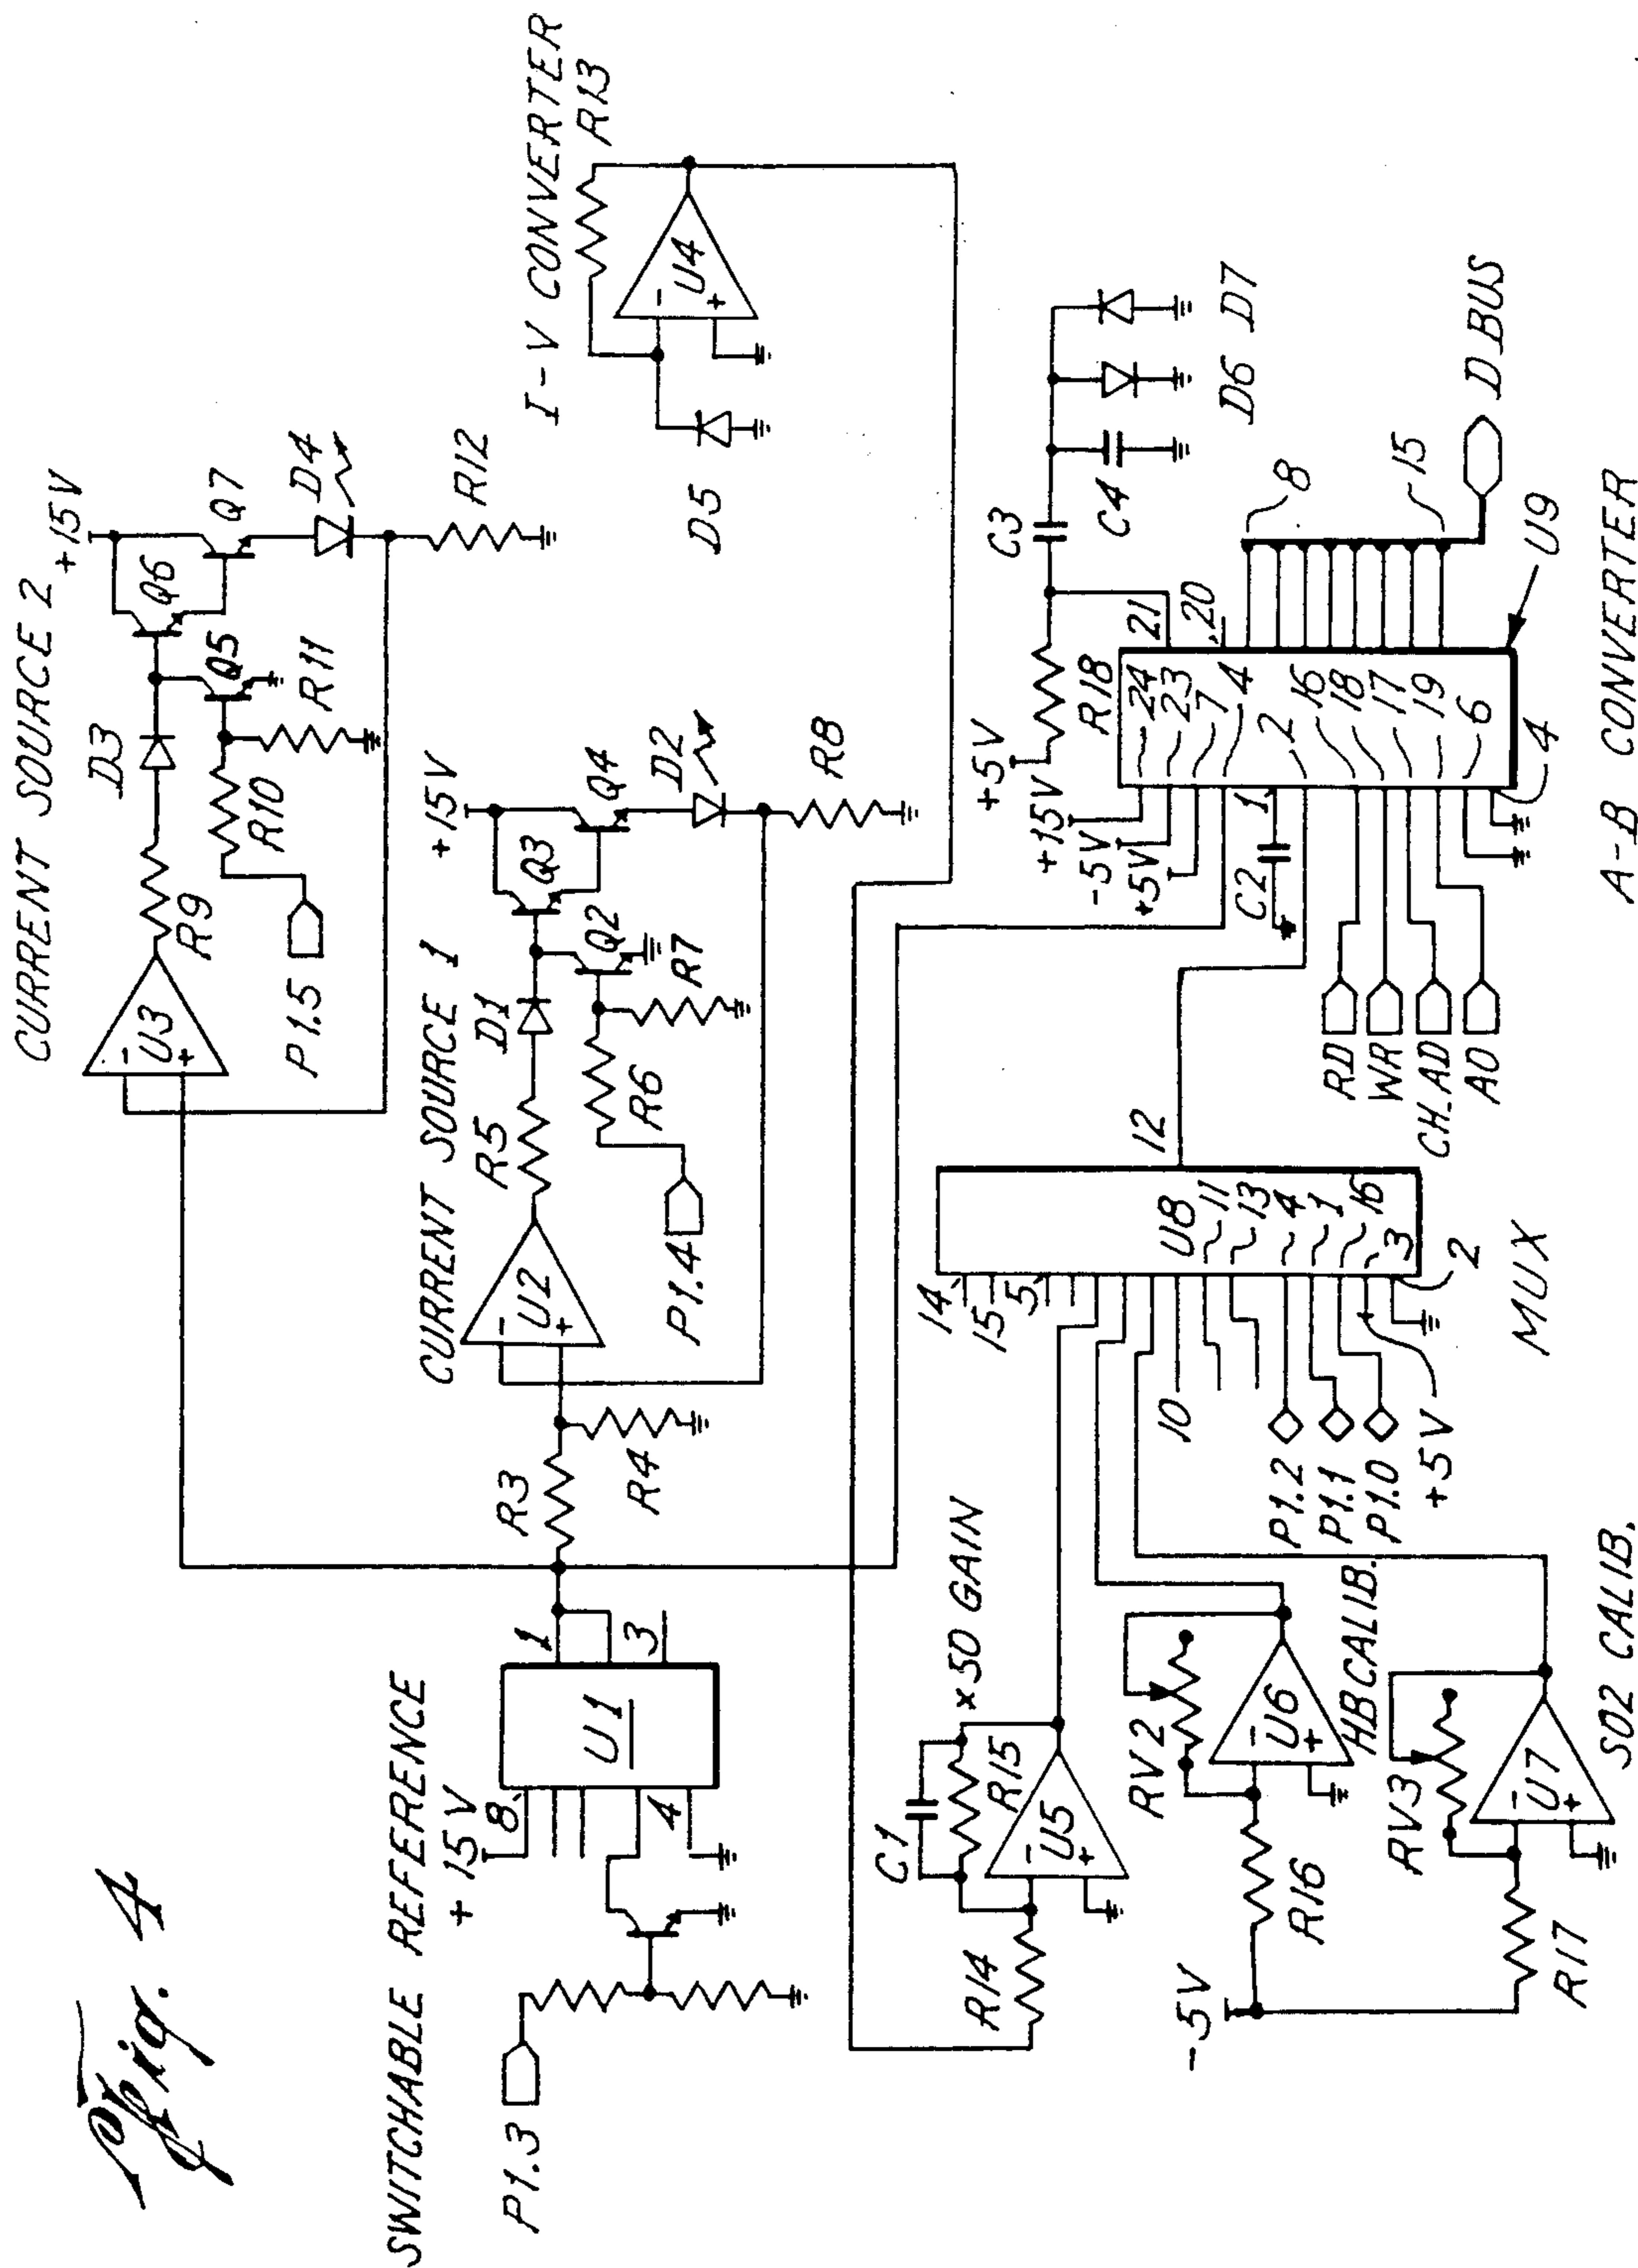 Fig. 4
SWITCHABLE REFERENCE
+15V
P1.3
8
4
U1
1
3
CURRENT SOURCE 2
+15V
U3
-
+
R9
D3
Q6
Q7
Q5
R10
R11
P1.5
D4
R12
CURRENT SOURCE 1
+15V
R3
R4
U2
-
+
R5
D1
Q3
Q4
Q2
R6
R7
P1.4
D2
R8
I-V CONVERTER
R13
U4
-
+
D5
x50 GAIN
C1
R15
R14
U5
-
+
-5V
RV2
R16
U6
-
+
HB CALIB.
RV3
R17
U7
-
+
SO2 CALIB.
14
15
5
10
U8
11
13
4
1
16
3
2
12
P1.2
P1.1
P1.0
+5V
MUX
+5V
R18
C3
C4
D6
D7
+15V
-5V
+5V
C2
1
24
23
7
4
2
16
18
17
19
6
4
21
20
8
15
RD
WR
CH_AD
A0
D_BUS
U9
A-B CONVERTER